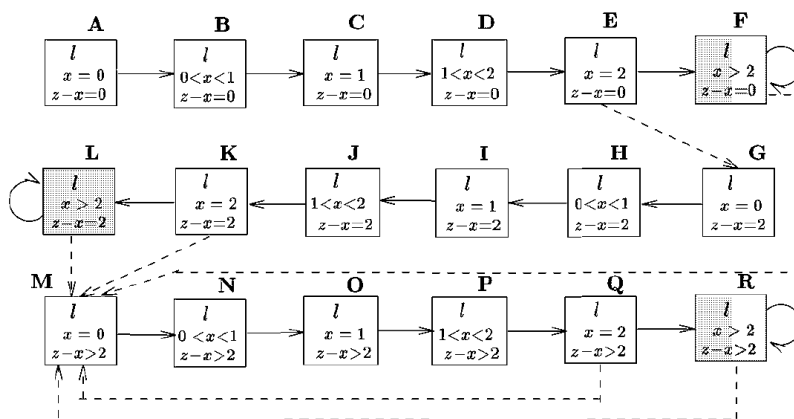 A
l
x = 0
z−x=0
B
l
0<x<1
z−x=0
C
l
x = 1
z−x=0
D
l
1<x<2
z−x=0
E
l
x = 2
z−x=0
F
l
x > 2
z−x=0
L
l
x > 2
z−x=2
K
l
x = 2
z−x=2
J
l
1<x<2
z−x=2
I
l
x = 1
z−x=2
H
l
0<x<1
z−x=2
G
l
x = 0
z−x=2
M
l
x = 0
z−x>2
N
l
0 <x<1
z−x>2
O
l
x = 1
z−x>2
P
l
1<x<2
z−x>2
Q
l
x = 2
z−x>2
R
l
x > 2
z−x>2